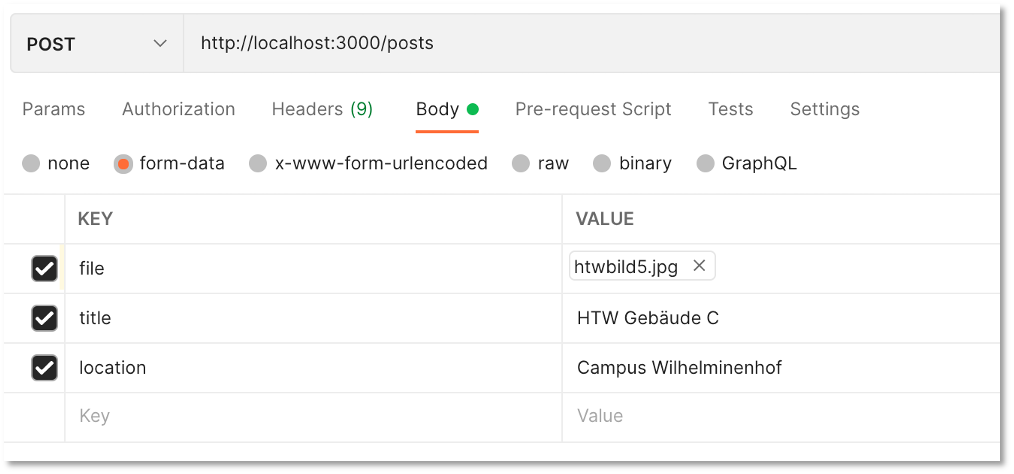 POST http://localhost:3000/posts
Params Authorization Headers (9) Body Pre-request Script Tests Settings
none form-data x-www-form-urlencoded raw binary GraphQL
KEY VALUE
file htwbild5.jpg
title HTW Gebäude C
location Campus Wilhelminenhof
Key Value